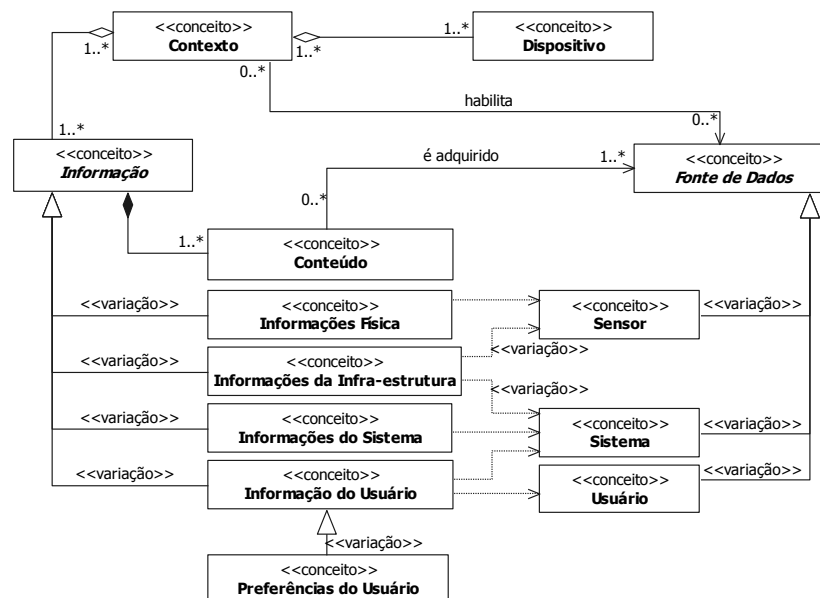 <<conceito>>
Contexto
<<conceito>>
Dispositivo
1..*
1..*
1..*
0..*
habilita
1..*
0..*
<<conceito>>
Informação
<<conceito>>
Fonte de Dados
é adquirido
1..*
0..*
1..*
<<conceito>>
Conteúdo
<<variação>>
<<conceito>>
Informações Física
<<conceito>>
Sensor
<<variação>>
<<variação>>
<<variação>>
<<conceito>>
Informações da Infra-estrutura
<<variação>>
<<variação>>
<<conceito>>
Informações do Sistema
<<conceito>>
Sistema
<<variação>>
<<variação>>
<<conceito>>
Informação do Usuário
<<conceito>>
Usuário
<<variação>>
<<variação>>
<<conceito>>
Preferências do Usuário